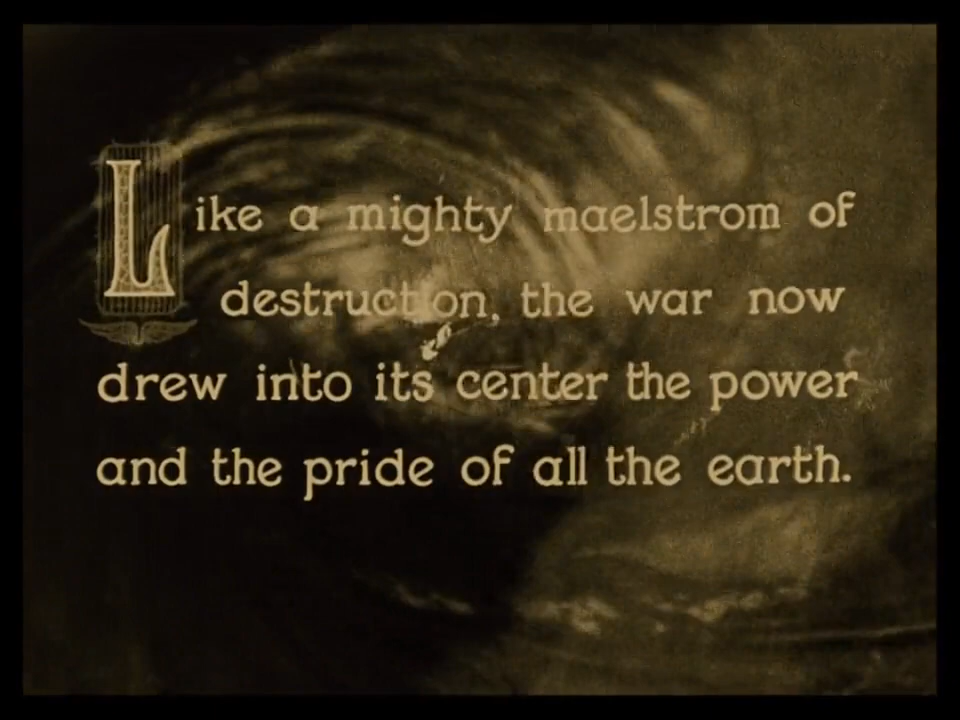 Like a mighty maelstrom of
destruction, the war now
drew into its center the power
and the pride of all the earth.